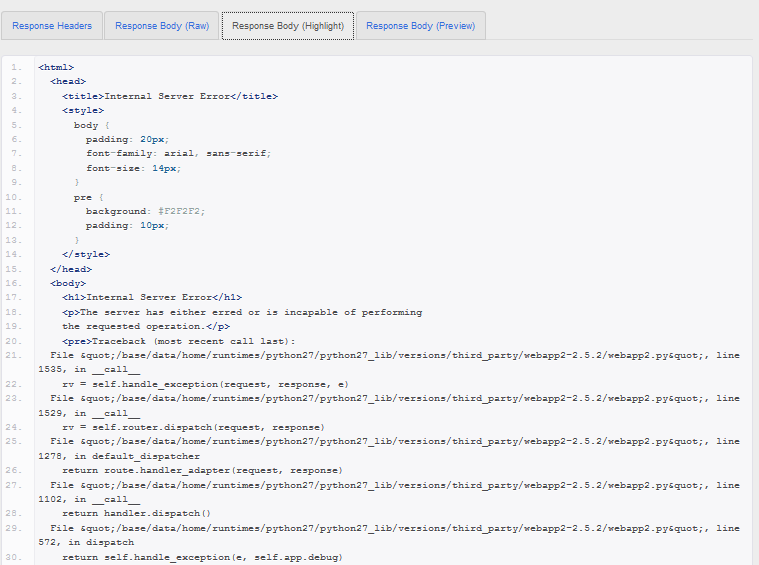 Response Headers Response Body (Raw) Response Body (Highlight) Response Body (Preview)
1. <html>
2. <head>
3. <title>Internal Server Error</title>
4. <style>
5. body {
6. padding: 20px;
7. font-family: arial, sans-serif;
8. font-size: 14px;
9. }
10. pre {
11. background: #F2F2F2;
12. padding: 10px;
13. }
14. </style>
15. </head>
16. <body>
17. <h1>Internal Server Error</h1>
18. <p>The server has either erred or is incapable of performing
19. the requested operation.</p>
20. <pre>Traceback (most recent call last):
21. File &quot;/base/data/home/runtimes/python27/python27_lib/versions/third_party/webapp2-2.5.2/webapp2.py&quot;, line
1535, in __call__
22. rv = self.handle_exception(request, response, e)
23. File &quot;/base/data/home/runtimes/python27/python27_lib/versions/third_party/webapp2-2.5.2/webapp2.py&quot;, line
1529, in __call__
24. rv = self.router.dispatch(request, response)
25. File &quot;/base/data/home/runtimes/python27/python27_lib/versions/third_party/webapp2-2.5.2/webapp2.py&quot;, line
1278, in default_dispatcher
26. return route.handler_adapter(request, response)
27. File &quot;/base/data/home/runtimes/python27/python27_lib/versions/third_party/webapp2-2.5.2/webapp2.py&quot;, line
1102, in __call__
28. return handler.dispatch()
29. File &quot;/base/data/home/runtimes/python27/python27_lib/versions/third_party/webapp2-2.5.2/webapp2.py&quot;, line
572, in dispatch
30. return self.handle_exception(e, self.app.debug)